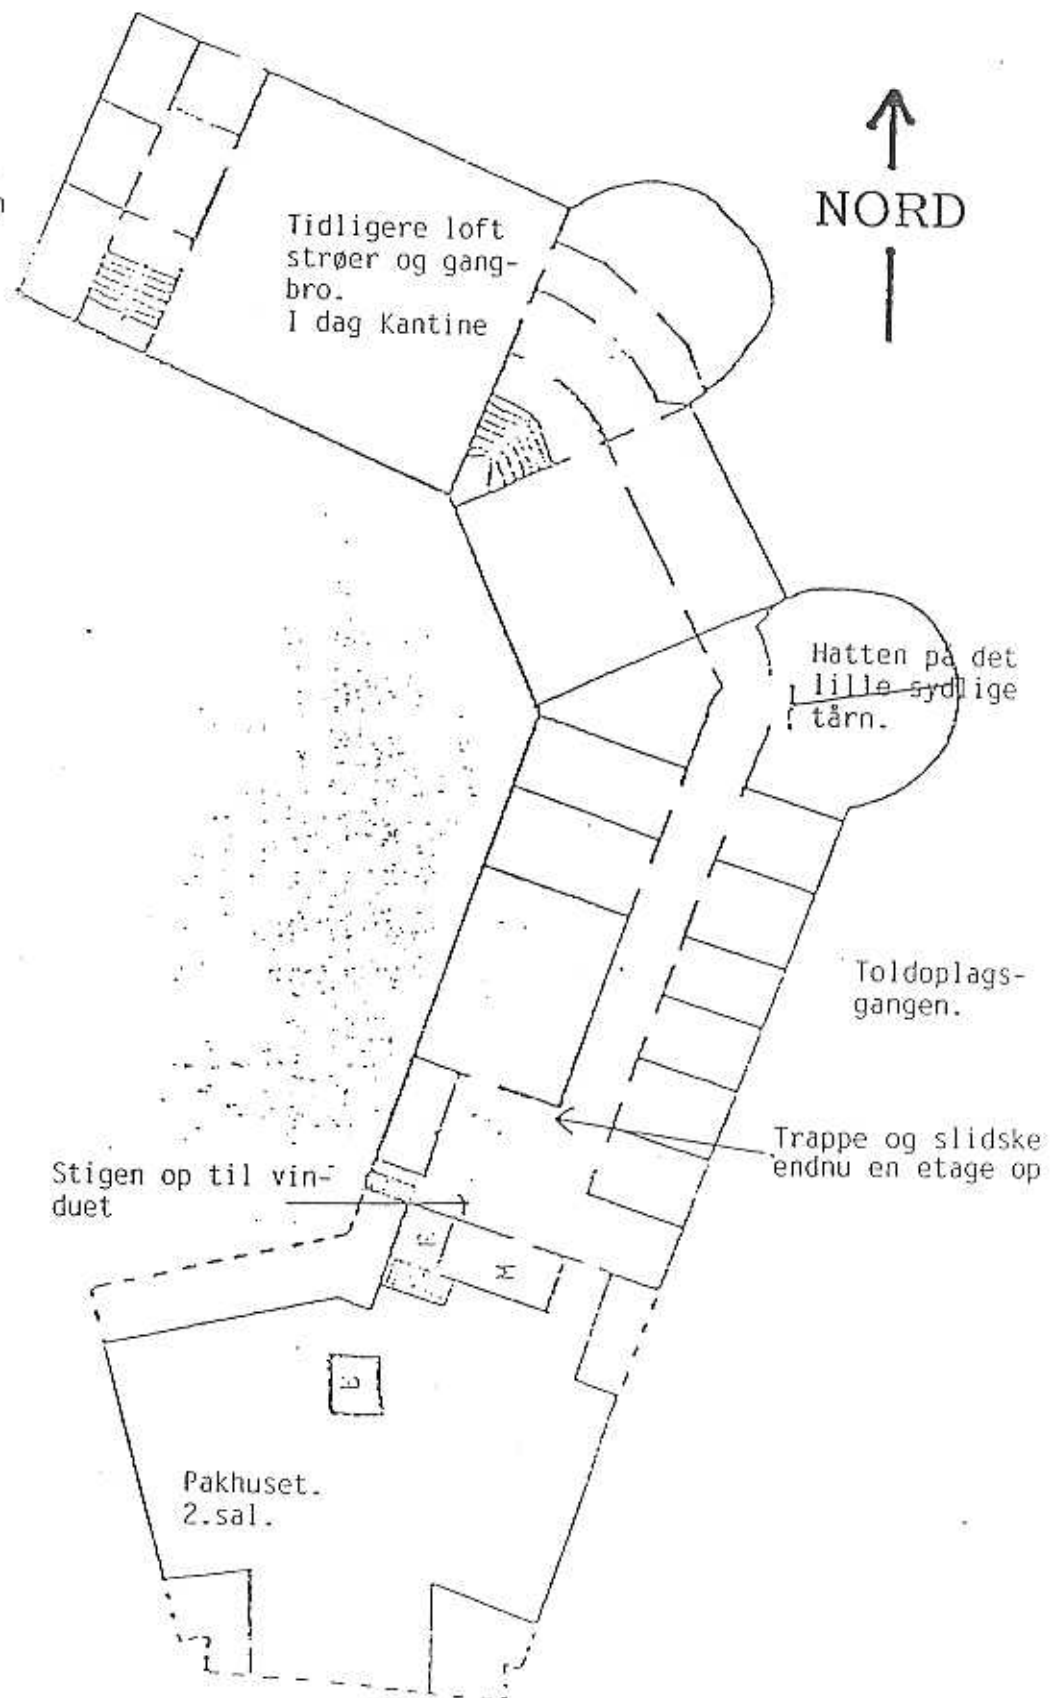 NORD
Tidligere loft
strøer og gang-
bro.
I dag Kantine
Hatten på det
lille sydlige
tårn.
Toldoplags-
gangen.
Trappe og slidske
endnu en etage op
Stigen op til vin-
duet
E
M
E
Pakhuset.
2.sal.